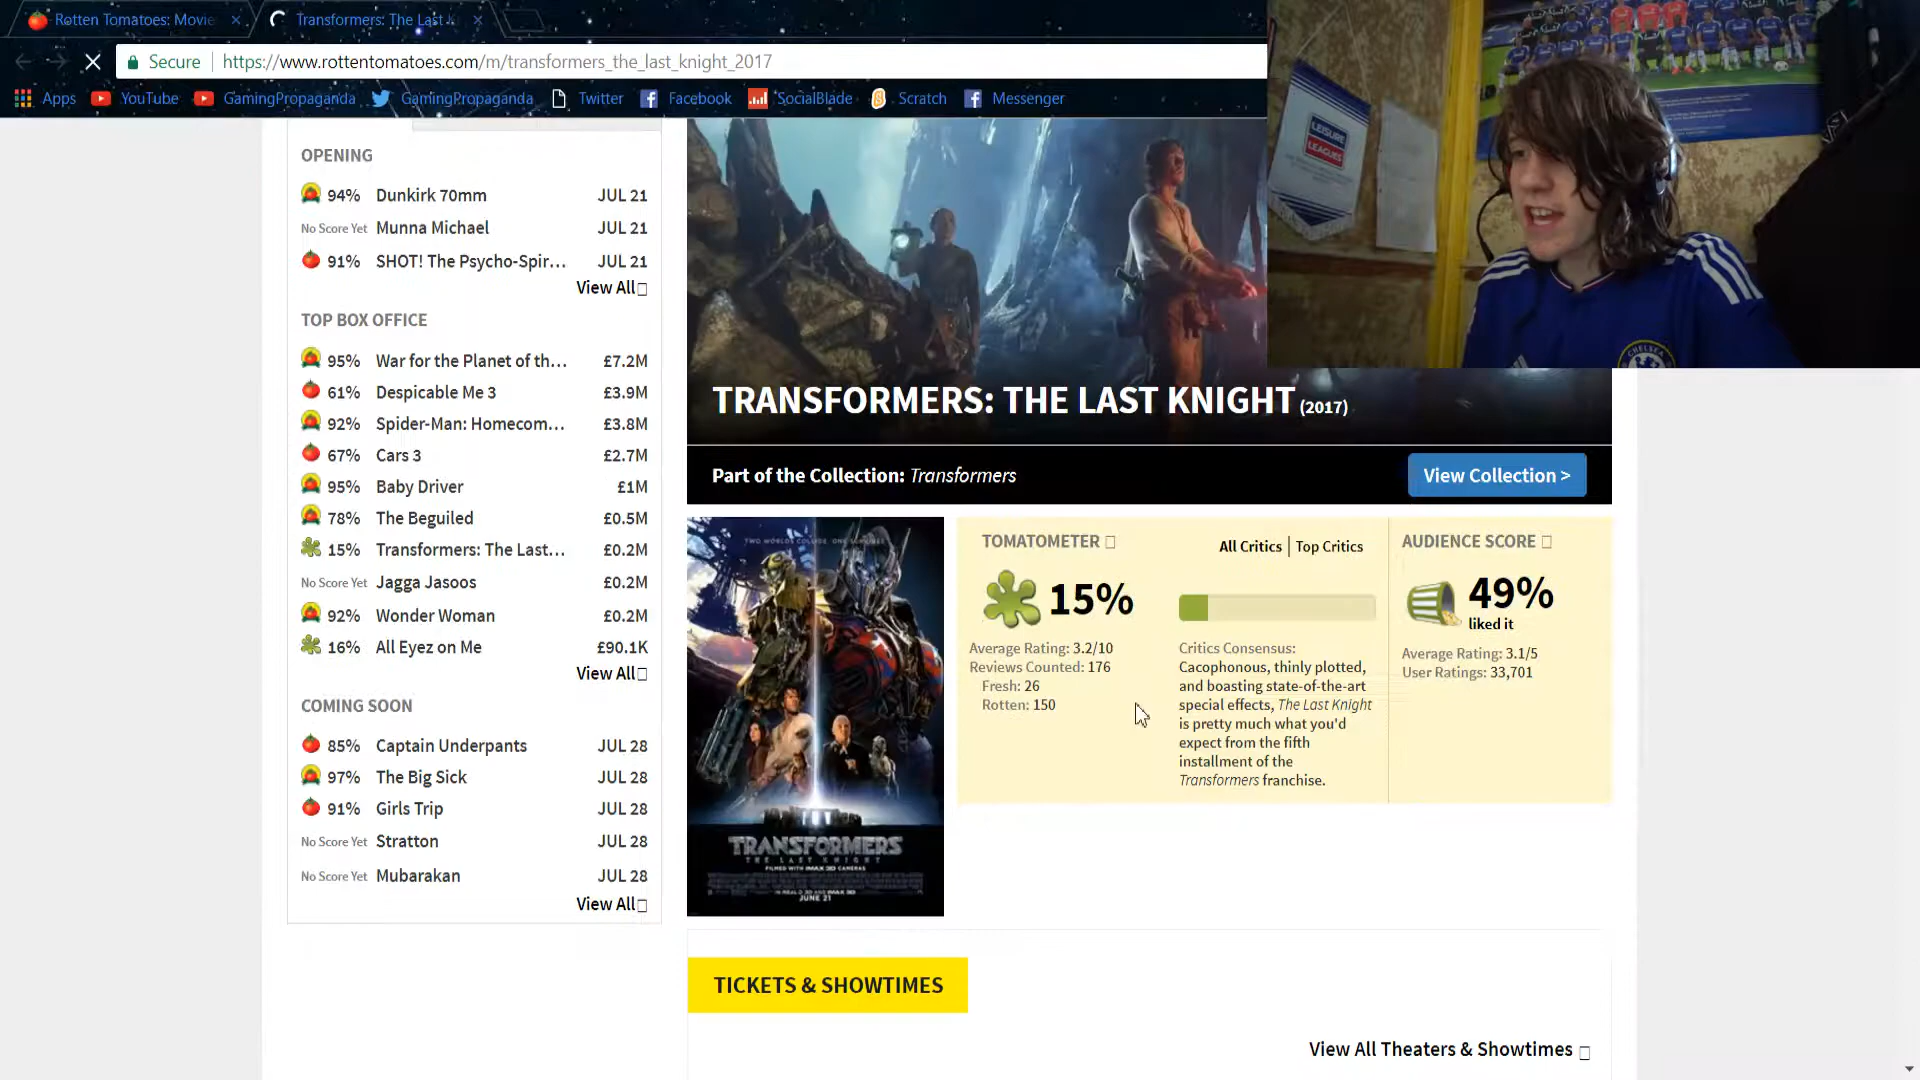 Rotten Tomatoes: Movie
Transformers: The Last K
Secure
https://www.rottentomatoes.com/m/transformers_the_last_knight_2017
Apps
YouTube
GamingPropaganda
GamingPropaganda
Twitter
Facebook
SocialBlade
Scratch
Messenger
LEISURE
LEAGUES
CHELSEA
OPENING
94% Dunkirk 70mm JUL 21
No Score Yet Munna Michael JUL 21
91% SHOT! The Psycho-Spir... JUL 21
View All
TOP BOX OFFICE
95% War for the Planet of th... £7.2M
61% Despicable Me 3 £3.9M
92% Spider-Man: Homecom... £3.8M
67% Cars 3 £2.7M
95% Baby Driver £1M
78% The Beguiled £0.5M
15% Transformers: The Last... £0.2M
No Score Yet Jagga Jasoos £0.2M
92% Wonder Woman £0.2M
16% All Eyez on Me £90.1K
View All
COMING SOON
85% Captain Underpants JUL 28
97% The Big Sick JUL 28
91% Girls Trip JUL 28
No Score Yet Stratton JUL 28
No Score Yet Mubarakan JUL 28
View All
TRANSFORMERS: THE LAST KNIGHT (2017)
Part of the Collection: Transformers
View Collection >
TWO WORLDS COLLIDE. ONE SURVIVES
TRANSFORMERS
THE LAST KNIGHT
FILMED WITH IMAX 3D CAMERAS
JUNE 21
TOMATOMETER
All Critics | Top Critics
15%
Average Rating: 3.2/10
Reviews Counted: 176
Fresh: 26
Rotten: 150
Critics Consensus:
Cacophonous, thinly plotted,
and boasting state-of-the-art
special effects, The Last Knight
is pretty much what you'd
expect from the fifth
installment of the
Transformers franchise.
AUDIENCE SCORE
49%
liked it
Average Rating: 3.1/5
User Ratings: 33,701
TICKETS & SHOWTIMES
View All Theaters & Showtimes